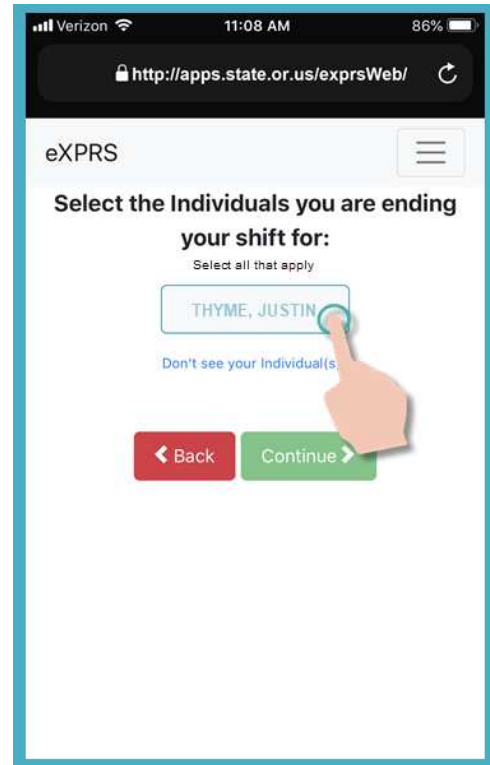 Verizon 11:08 AM 86%
http://apps.state.or.us/exprsWeb/
eXPRS
Select the Individuals you are ending
your shift for:
Select all that apply
THYME, JUSTIN
Don't see your Individual(s
Back Continue